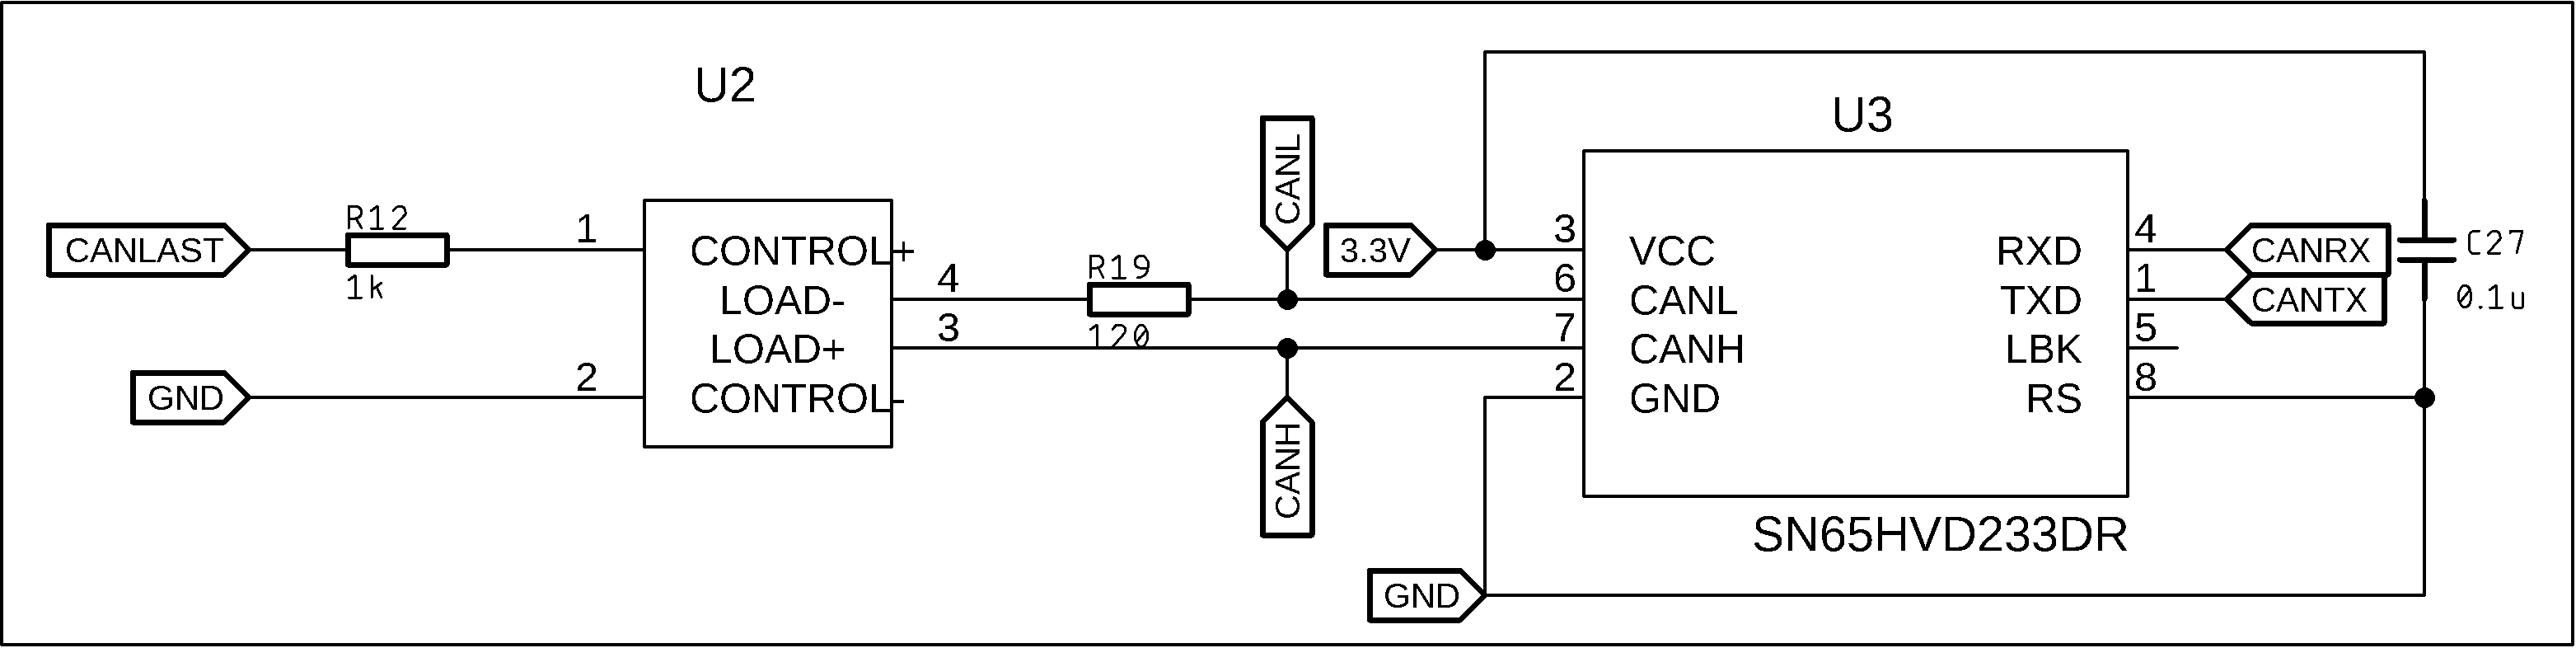 U2
U3
CANL
CANLAST
R12
1k
1
CONTROL+
LOAD-
LOAD+
CONTROL-
4
3
GND
2
R19
120
CANH
3.3V
3
6
7
2
VCC
CANL
CANH
GND
RXD
TXD
LBK
RS
4
1
5
8
CANRX
CANTX
C27
0.1u
SN65HVD233DR
GND